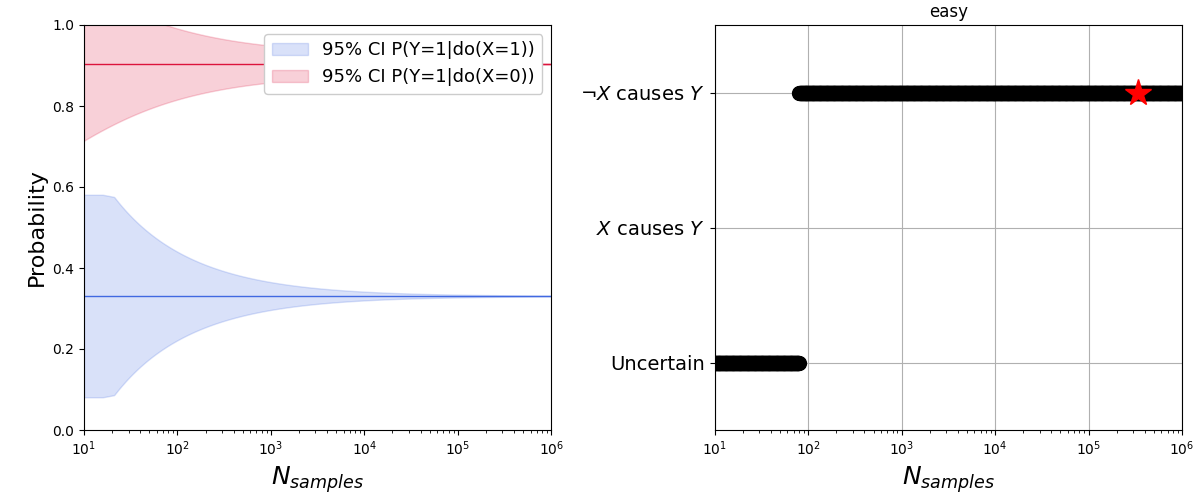 1.0
0.8
0.6
0.4
0.2
0.0
Probability
95% CI P(Y=1|do(X=1))
95% CI P(Y=1|do(X=0))
10¹ 10² 10³ 10⁴ 10⁵ 10⁶
N_samples
easy
¬X causes Y
X causes Y
Uncertain
10¹ 10² 10³ 10⁴ 10⁵ 10⁶
N_samples